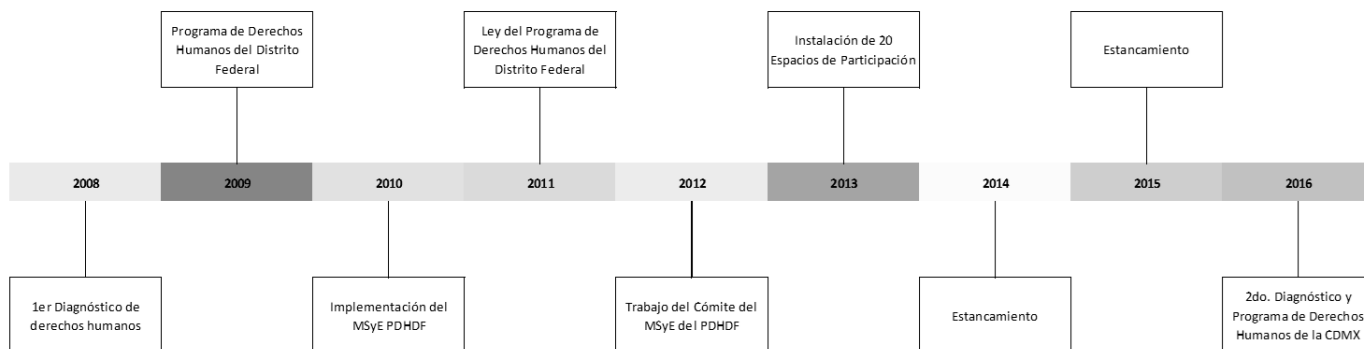 Programa de Derechos
Humanos del Distrito
Federal
Ley del Programa de
Derechos Humanos del
Distrito Federal
Instalación de 20
Espacios de Participación
Estancamiento
2008
2009
2010
2011
2012
2013
2014
2015
2016
1er Diagnóstico de
derechos humanos
Implementación del
MSyE PDHDF
Trabajo del Cómite del
MSyE del PDHDF
Estancamiento
2do. Diagnóstico y
Programa de Derechos
Humanos de la CDMX